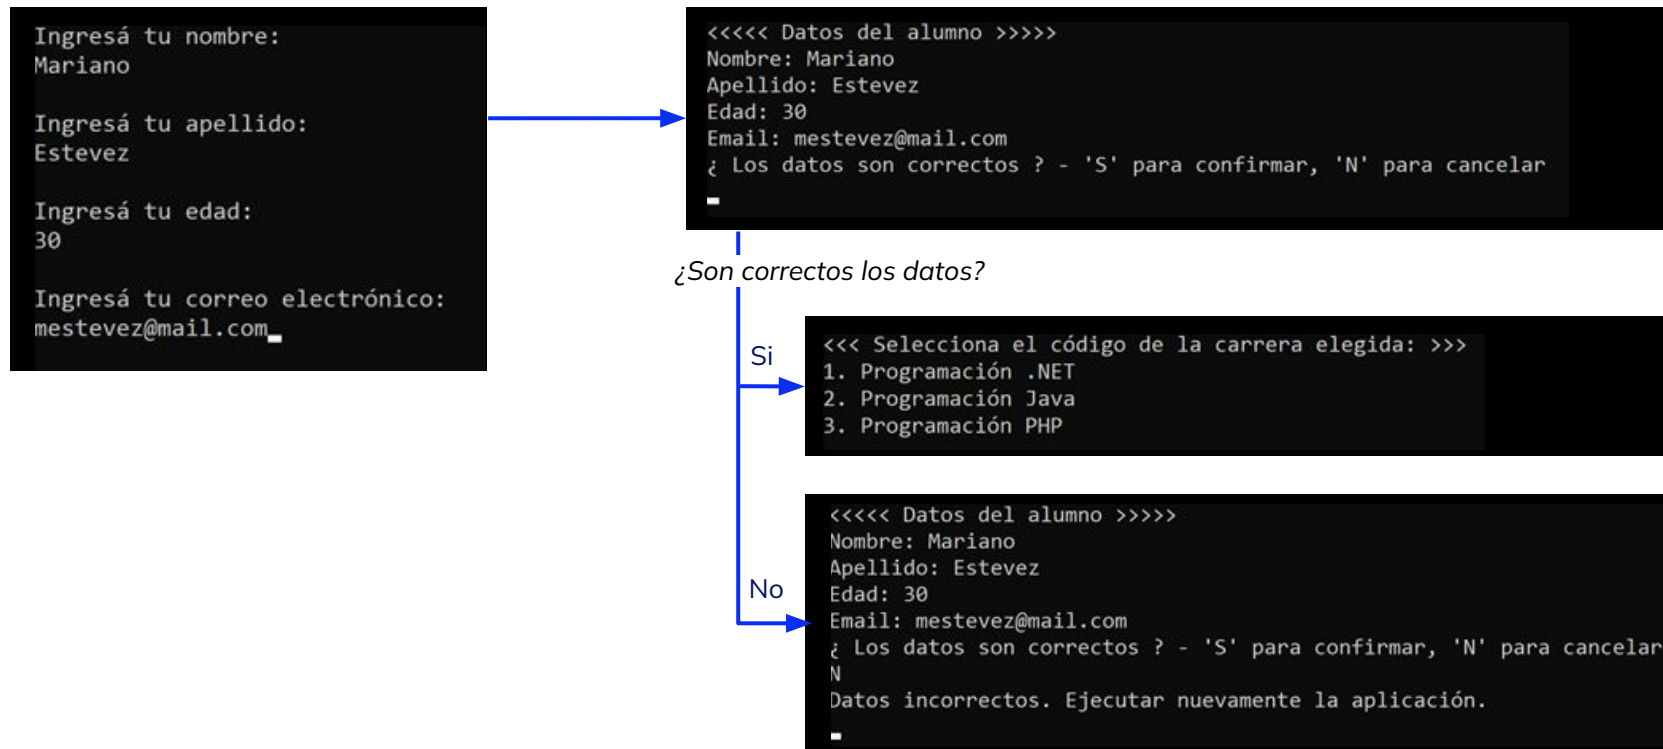 Ingresá tu nombre:
Mariano
Ingresá tu apellido:
Estevez
Ingresá tu edad:
30
Ingresá tu correo electrónico:
mestevez@mail.com
<<<<< Datos del alumno >>>>>
Nombre: Mariano
Apellido: Estevez
Edad: 30
Email: mestevez@mail.com
¿ Los datos son correctos ? - 'S' para confirmar, 'N' para cancelar
¿Son correctos los datos?
Si
<<< Selecciona el código de la carrera elegida: >>>
1. Programación .NET
2. Programación Java
3. Programación PHP
No
<<<<< Datos del alumno >>>>>
Nombre: Mariano
Apellido: Estevez
Edad: 30
Email: mestevez@mail.com
¿ Los datos son correctos ? - 'S' para confirmar, 'N' para cancelar
N
Datos incorrectos. Ejecutar nuevamente la aplicación.